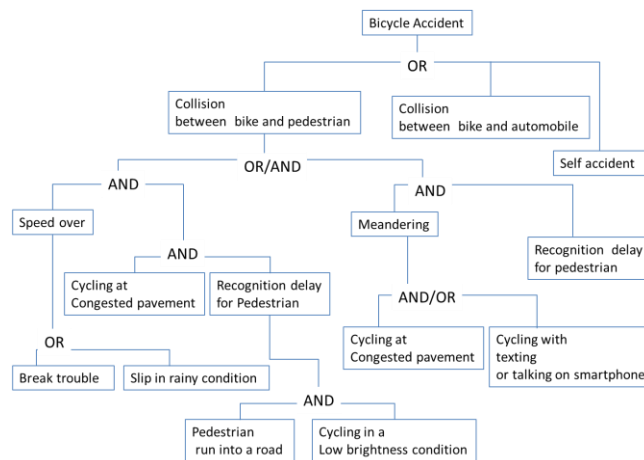 Bicycle Accident
OR
Collision
between bike and pedestrian
Collision
between bike and automobile
Self accident
OR/AND
AND
AND
Speed over
Meandering
AND
Recognition delay
for pedestrian
Cycling at
Congested pavement
Recognition delay
for Pedestrian
AND/OR
OR
Cycling at
Congested pavement
Cycling with
texting
or talking on smartphone
Break trouble
Slip in rainy condition
AND
Pedestrian
run into a road
Cycling in a
Low brightness condition